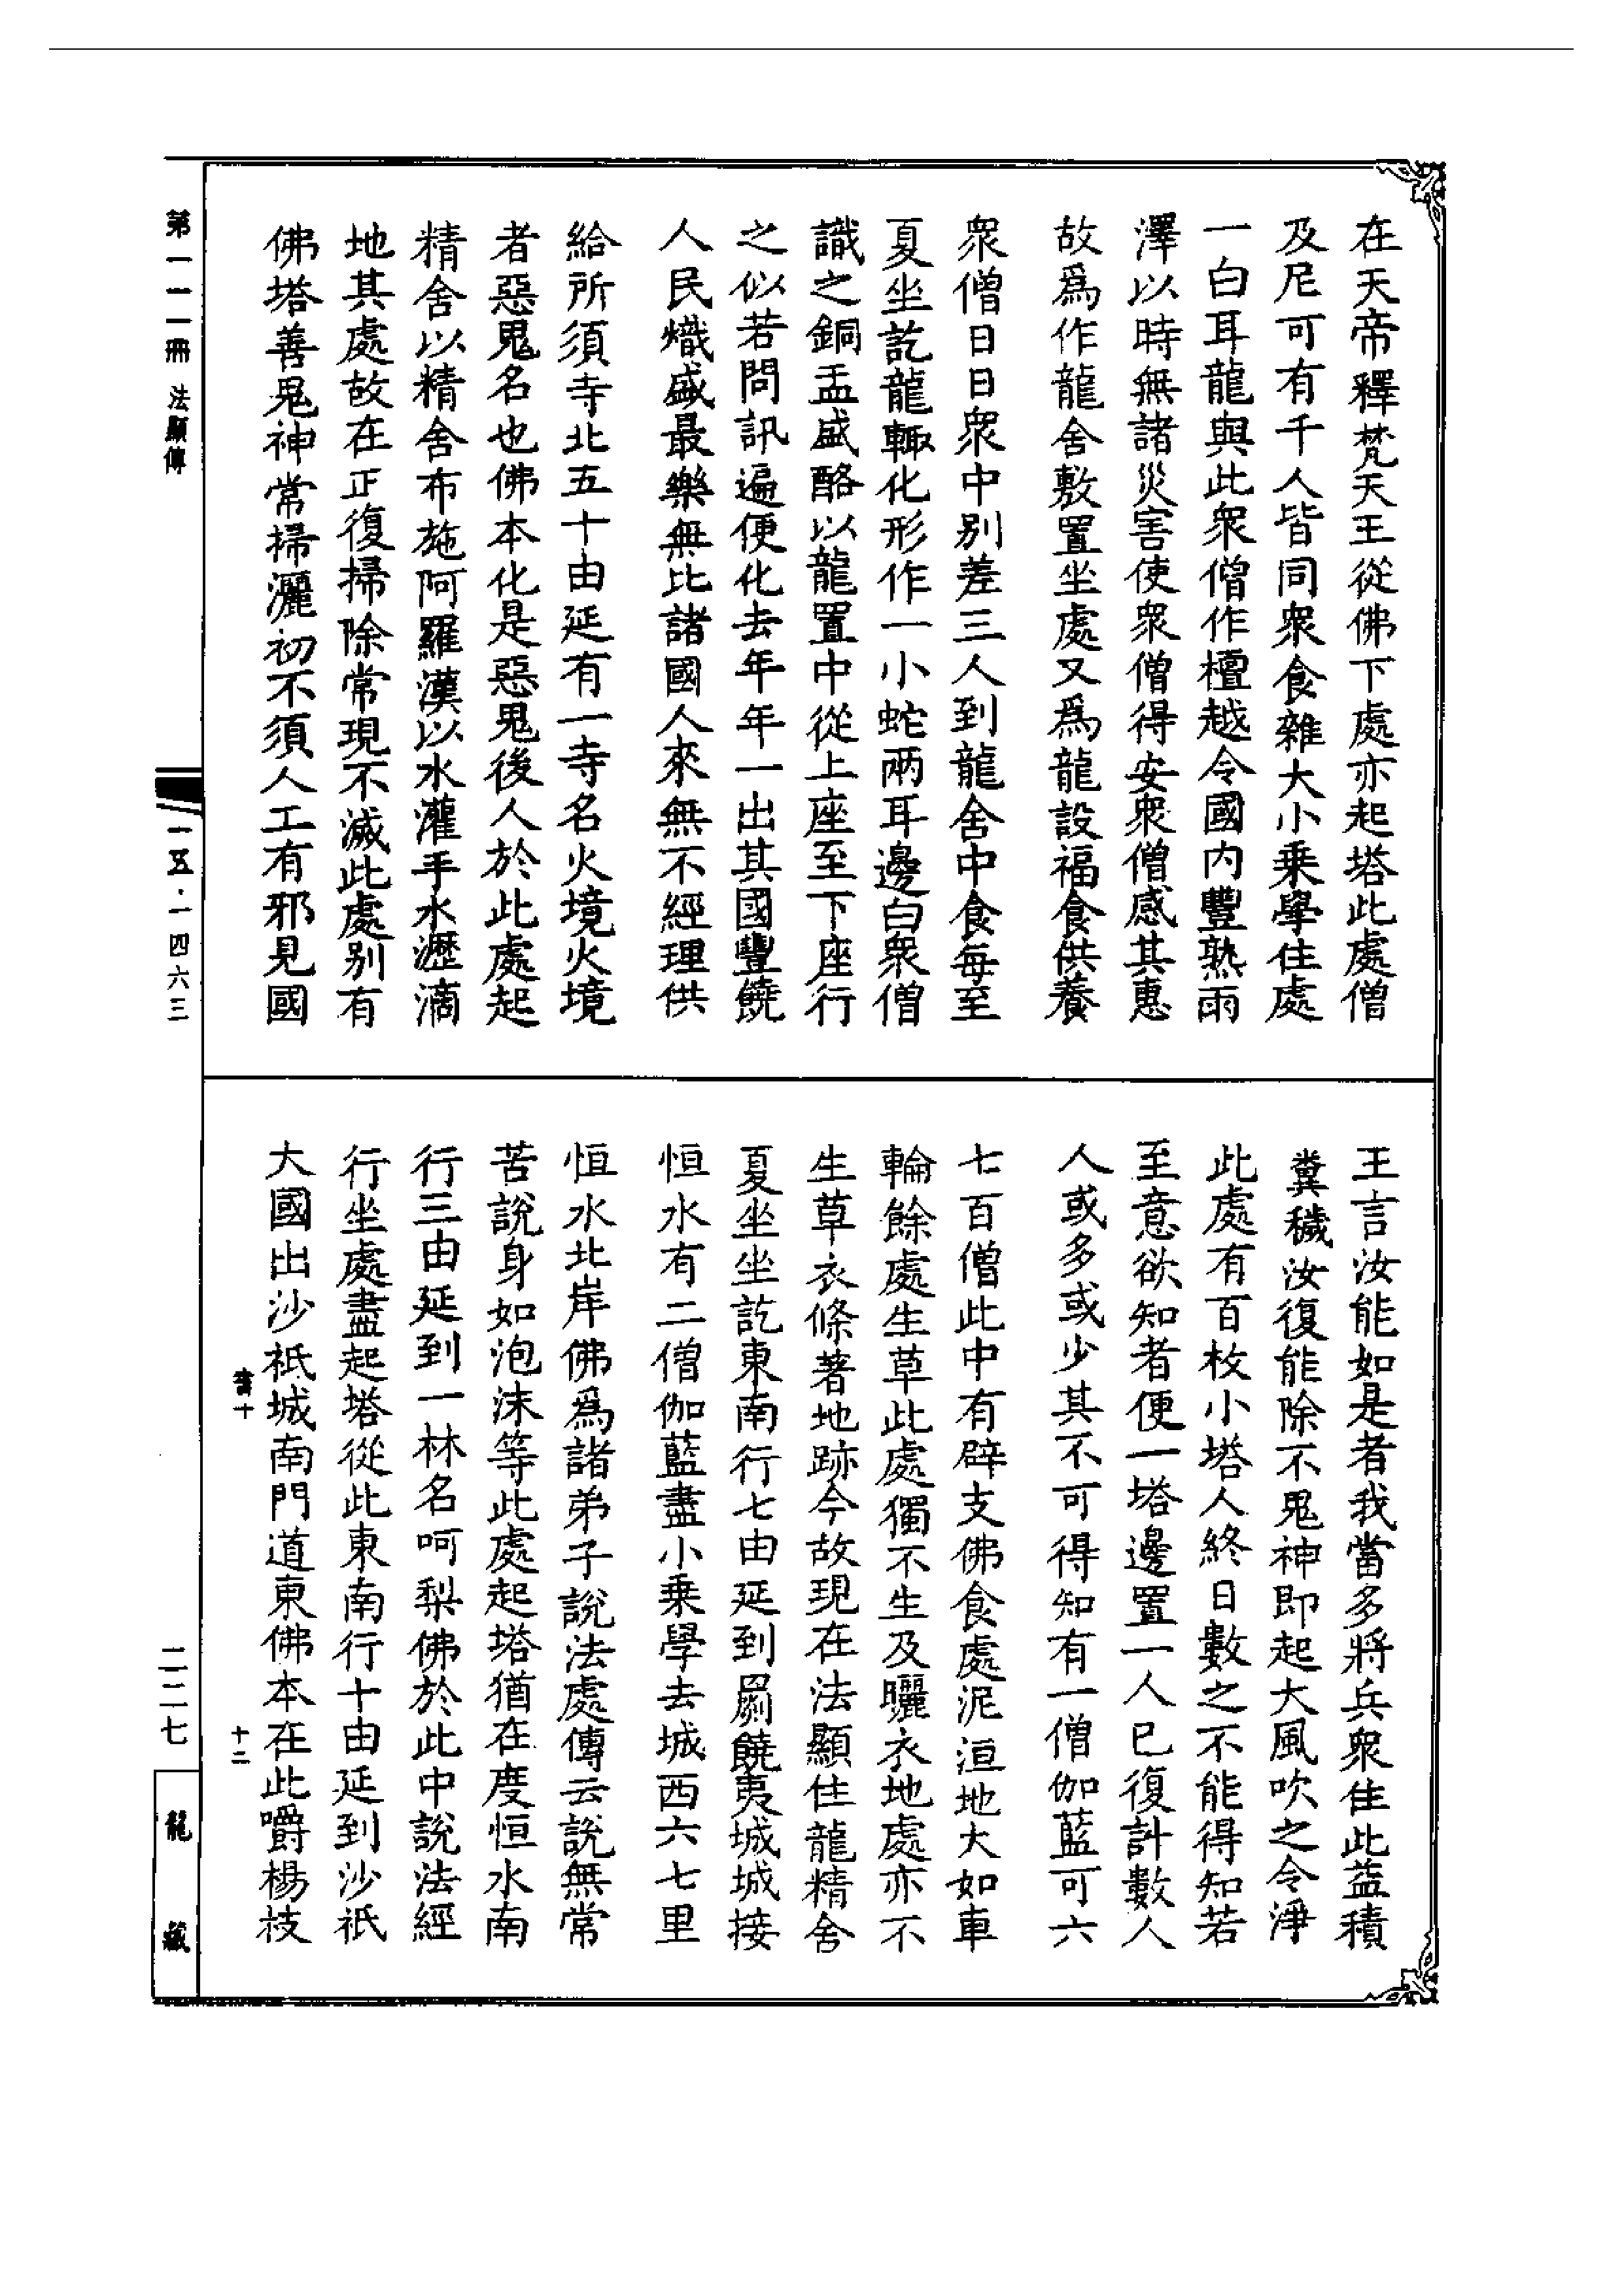 在天帝釋梵天王從佛下處亦起塔此處僧
及尼可有千人皆同衆食雜大小乗學住處
一白耳龍與此衆僧作檀越令國内豐熟雨
澤以時無諸災害使衆僧得安衆僧感其惠
故爲作龍舍敷置坐處又爲龍設福食供養
衆僧日日衆中别差三人到龍舍中食每至
夏坐訖龍輙化形作一小蛇兩耳邊白衆僧
識之銅盂盛酪以龍置中從上座至下座行
之似若問訊遍便化去年年一出其國豐饒
人民熾盛最樂無比諸國人來無不經理供
給所須寺北五十由延有一寺名火境火境
者惡鬼名也佛本化是惡鬼後人於此處起
精舍以精舍布施阿羅漢以水灌手水瀝滴
地其處故在正復掃除常現不滅此處别有
佛塔善鬼神常掃灑初不須人工有邪見國
王言汝能如是者我當多將兵衆住此益積
糞穢汝復能除不鬼神即起大風吹之令淨
此處有百枚小塔人終日數之不能得知若
至意欲知者便一塔邊置一人已復計數人
人或多或少其不可得知有一僧伽藍可六
七百僧此中有辟支佛食處泥洹地大如車
輪餘處生草此處獨不生及曬衣地處亦不
生草衣條著地跡今故現在法顯住龍精舍
夏坐坐訖東南行七由延到罽饒夷城城接
恒水有二僧伽藍盡小乗學去城西六七里
恒水北岸佛爲諸弟子説法處傳云説無常
苦説身如泡沫等此處起塔猶在度恒水南
行三由延到一林名呵梨佛於此中説法經
行坐處盡起塔從此東南行十由延到沙祇
大國出沙祇城南門道東佛本在此嚼楊枝
書十
十二
第一一一冊 法顯傳
一五·一四六三
二二七
龍藏